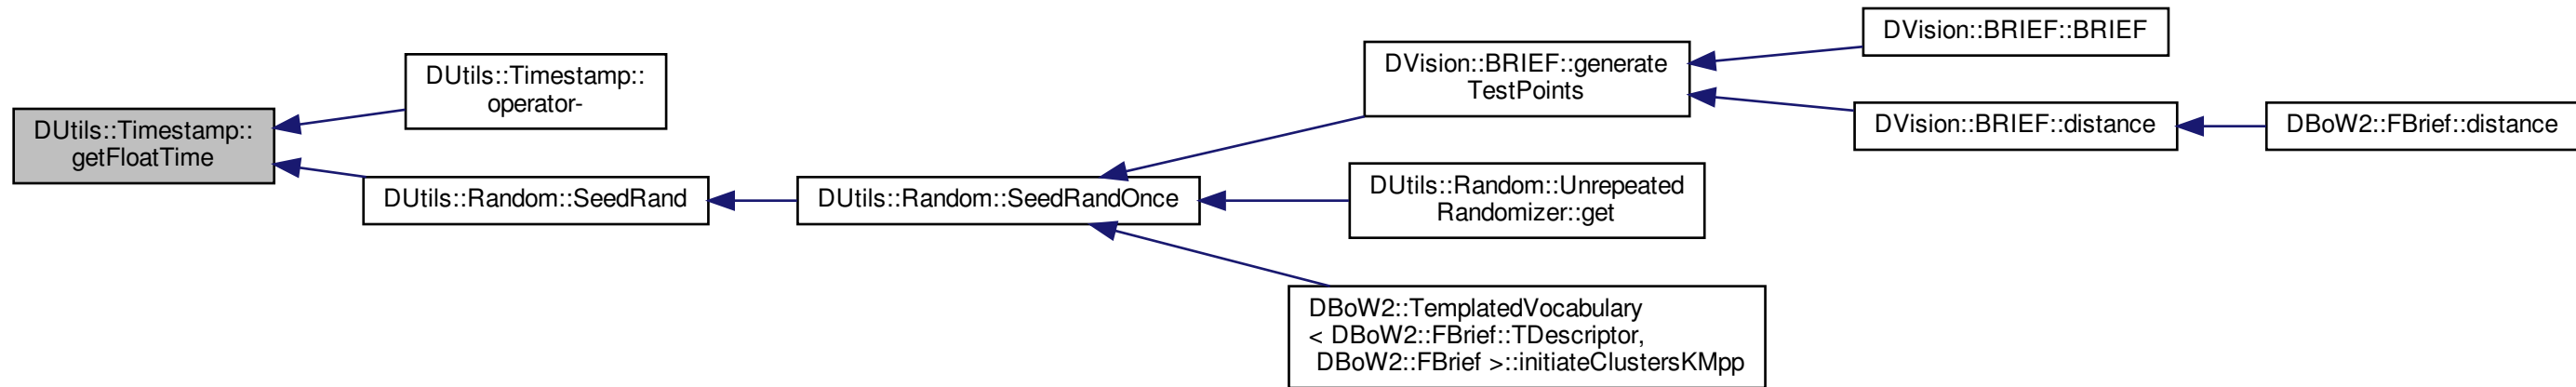 DUtils::Timestamp::
getFloatTime
DUtils::Timestamp::
operator-
DUtils::Random::SeedRand
DUtils::Random::SeedRandOnce
DVision::BRIEF::generate
TestPoints
DUtils::Random::Unrepeated
Randomizer::get
DBoW2::TemplatedVocabulary
< DBoW2::FBrief::TDescriptor,
DBoW2::FBrief >::initiateClustersKMpp
DVision::BRIEF::BRIEF
DVision::BRIEF::distance
DBoW2::FBrief::distance